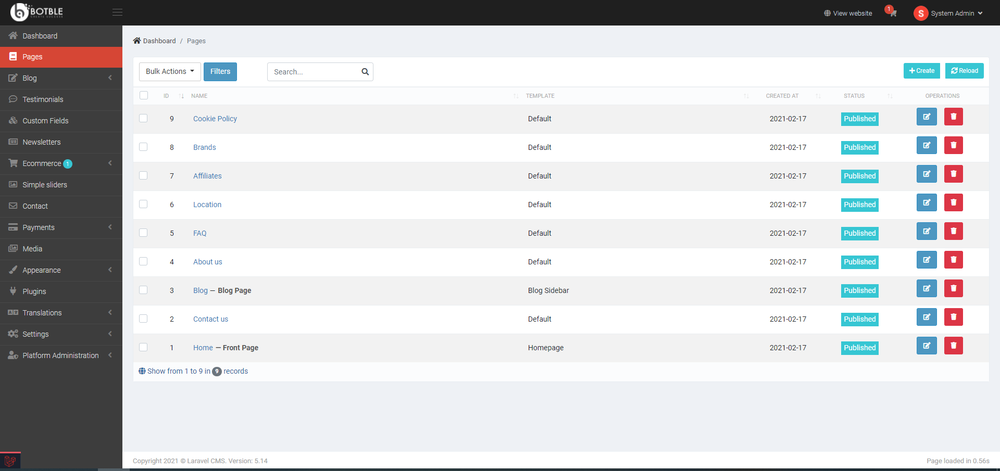 BOTBLE
CREATE SUCCESS
View website
1
S
System Admin
Dashboard
Pages
Blog
Testimonials
Custom Fields
Newsletters
Ecommerce 1
Simple sliders
Contact
Payments
Media
Appearance
Plugins
Translations
Settings
Platform Administration
Dashboard / Pages
Bulk Actions Filters Search... Create Reload
ID NAME TEMPLATE CREATED AT STATUS OPERATIONS
9 Cookie Policy Default 2021-02-17 Published
8 Brands Default 2021-02-17 Published
7 Affiliates Default 2021-02-17 Published
6 Location Default 2021-02-17 Published
5 FAQ Default 2021-02-17 Published
4 About us Default 2021-02-17 Published
3 Blog — Blog Page Blog Sidebar 2021-02-17 Published
2 Contact us Default 2021-02-17 Published
1 Home — Front Page Homepage 2021-02-17 Published
Show from 1 to 9 in 9 records
Copyright 2021 © Laravel CMS. Version: 5.14
Page loaded in 0.56s